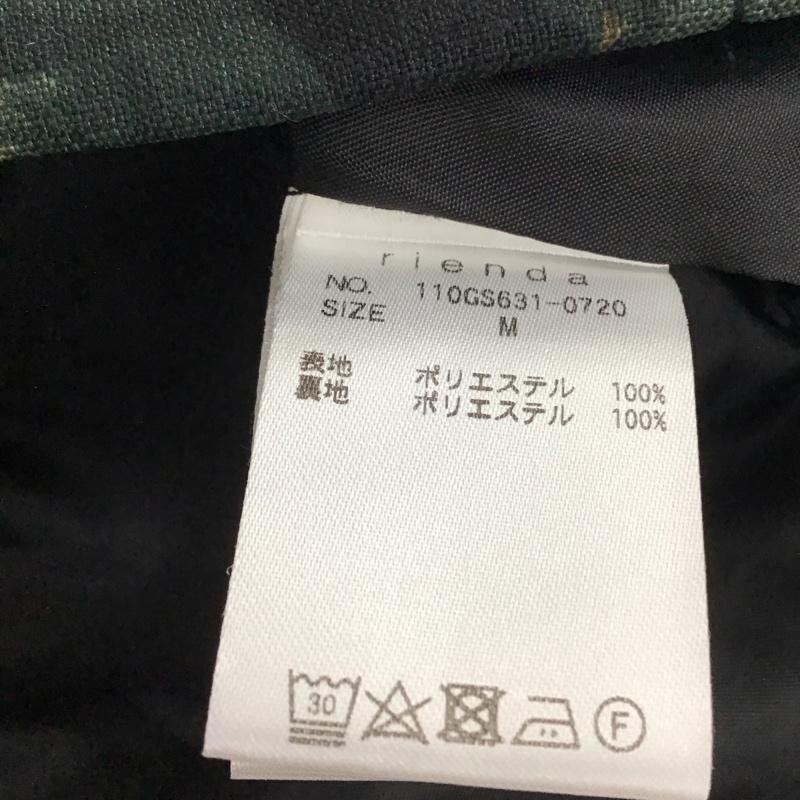 rienda
NO. 110GS631-0720
SIZE M
表地 ポリエステル 100%
裏地 ポリエステル 100%
30 F